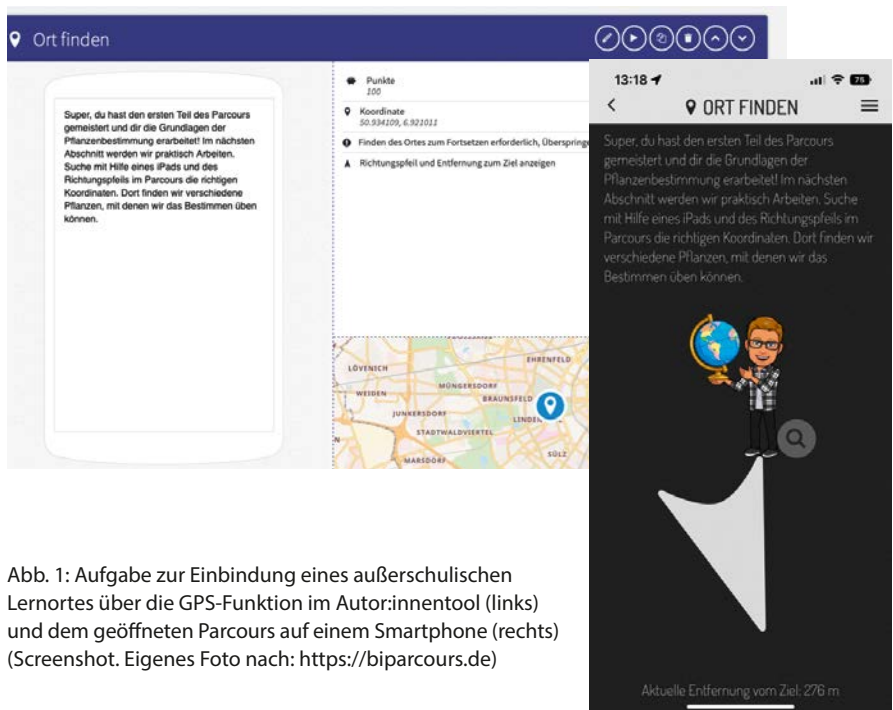 Ort finden
Super, du hast den ersten Teil des Parcours
gemeistert und dir die Grundlagen der
Pflanzenbestimmung erarbeitet! Im nächsten
Abschnitt werden wir praktisch Arbeiten.
Suche mit Hilfe eines iPads und des
Richtungspfeils im Parcours die richtigen
Koordinaten. Dort finden wir verschiedene
Pflanzen, mit denen wir das Bestimmen üben
können.
Punkte
100
Koordinate
50.934109, 6.921011
Finden des Ortes zum Fortsetzen erforderlich, Überspringe
Richtungspfeil und Entfernung zum Ziel anzeigen
LÖVENICH
EHRENFELD
MÜNGERSDORF
WEIDEN
BRAUNSFELD
JUNKERSDORF
LINDEN
STADTWALDVIERTEL
SÜLZ
MARSDORF
13:18
75
ORT FINDEN
Super, du hast den ersten Teil des Parcours
gemeistert und dir die Grundlagen der
Pflanzenbestimmung erarbeitet! Im nächsten
Abschnitt werden wir praktisch Arbeiten. Suche
mit Hilfe eines iPads und des Richtungspfeils im
Parcours die richtigen Koordinaten. Dort finden wir
verschiedene Pflanzen, mit denen wir das
Bestimmen üben können.
Aktuelle Entfernung vom Ziel: 276 m
Abb. 1: Aufgabe zur Einbindung eines außerschulischen
Lernortes über die GPS-Funktion im Autor:innentool (links)
und dem geöffneten Parcours auf einem Smartphone (rechts)
(Screenshot. Eigenes Foto nach: https://biparcours.de)